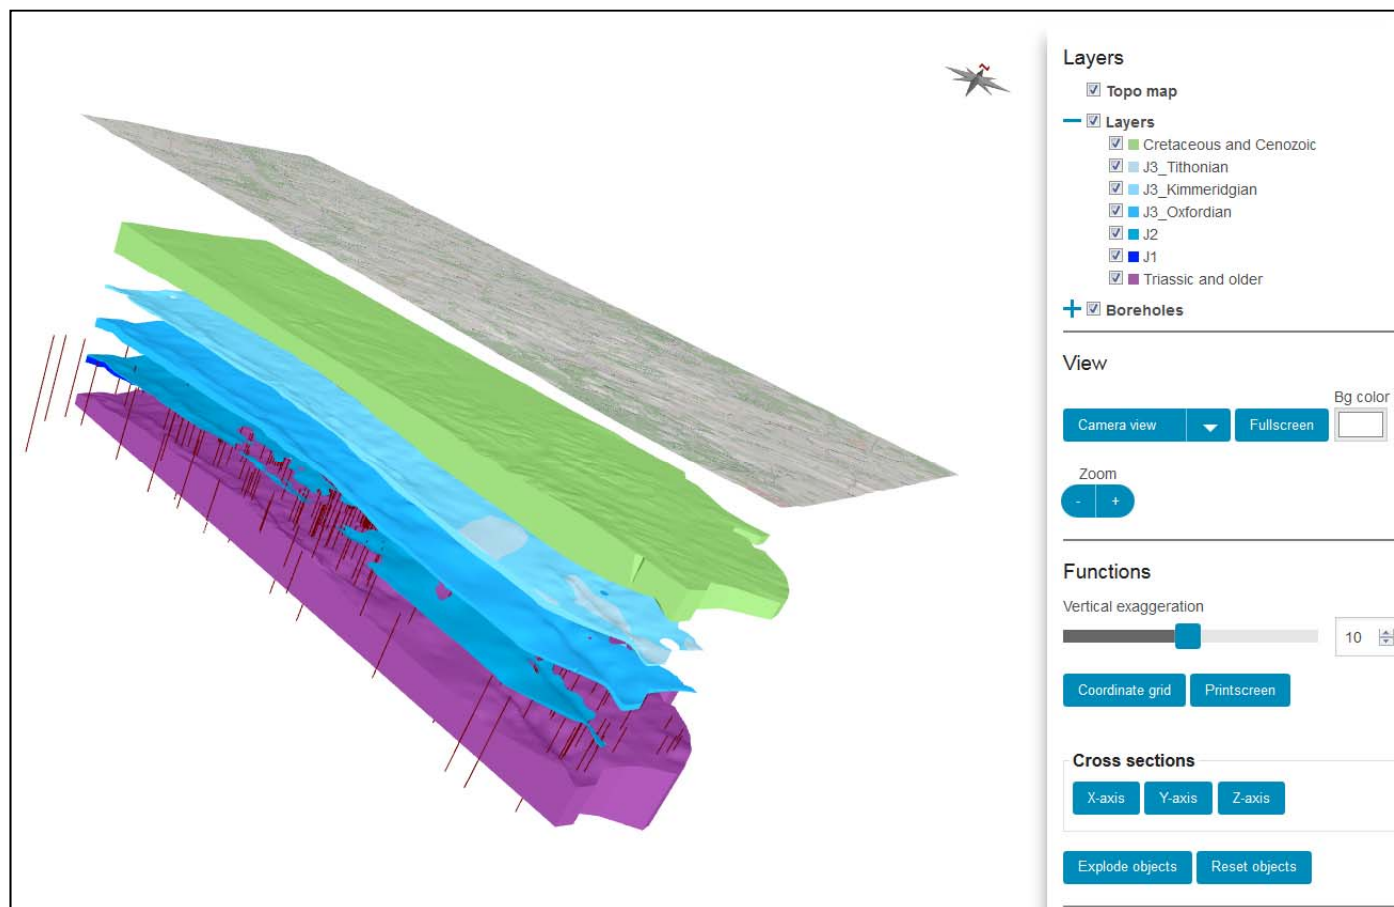 N
Layers
Topo map
Layers
Cretaceous and Cenozoic
J3_Tithonian
J3_Kimmeridgian
J3_Oxfordian
J2
J1
Triassic and older
Boreholes
View
Bg color
Camera view
Fullscreen
Zoom
- +
Functions
Vertical exaggeration
10
Coordinate grid
Printscreen
Cross sections
X-axis
Y-axis
Z-axis
Explode objects
Reset objects